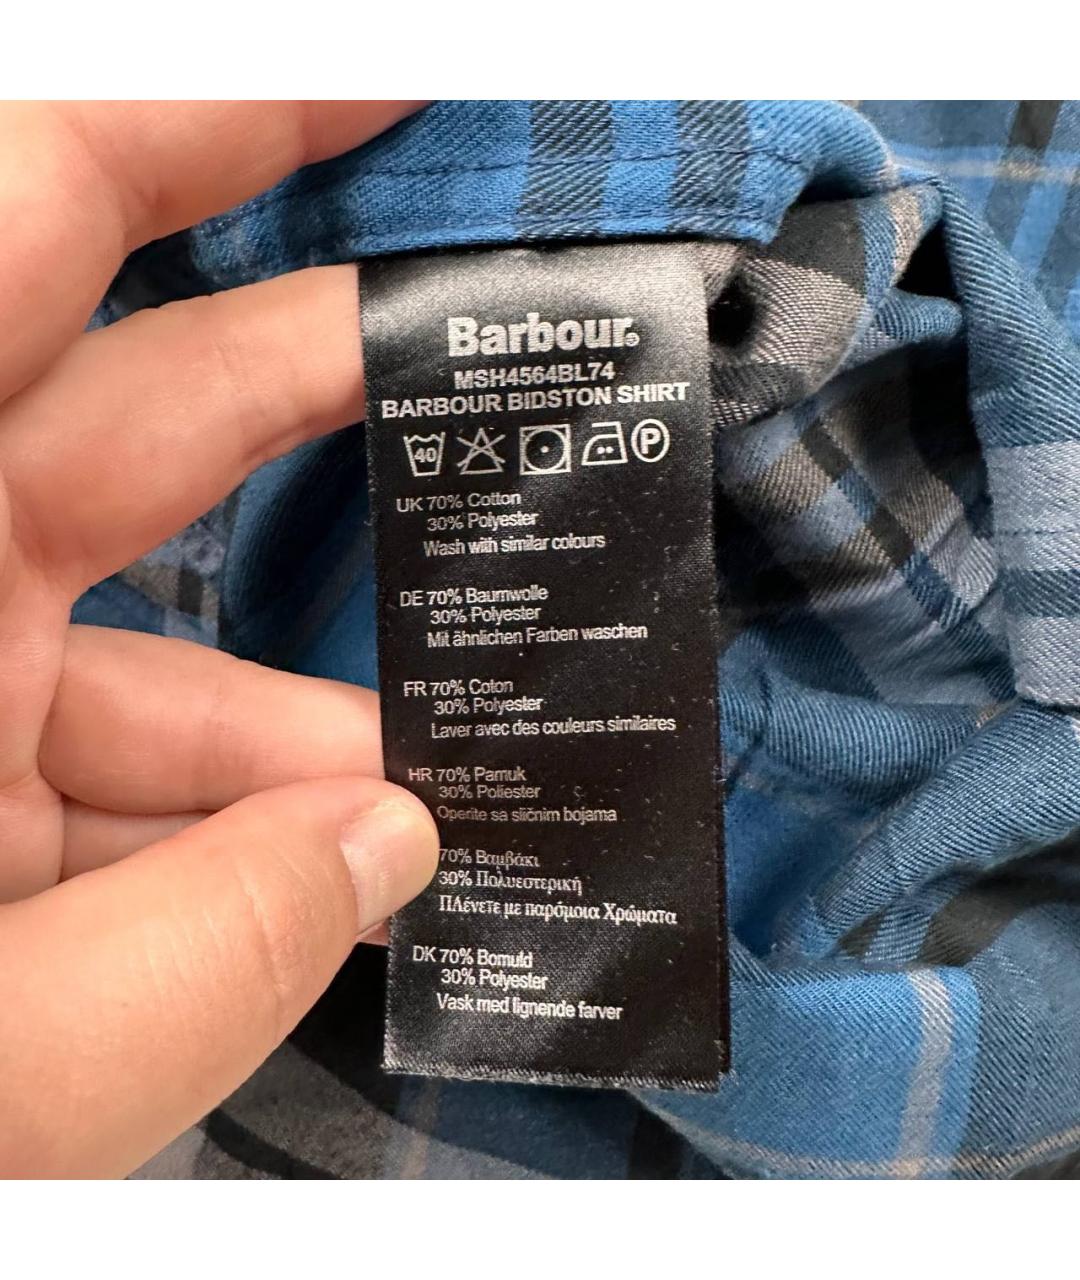 Barbour®
MSH4564BL74
BARBOUR BIDSTON SHIRT
40 P
UK 70% Cotton
30% Polyester
Wash with similar colours
DE 70% Baumwolle
30% Polyester
Mit ähnlichen Farben waschen
FR 70% Coton
30% Polyester
Laver avec des couleurs similaires
HR 70% Pamuk
30% Poliester
Operite sa sličnim bojama
70% Βαμβάκι
30% Πολυεστερική
Πλένετε με παρόμοια Χρώματα
DK 70% Bomuld
30% Polyester
Vask med lignende farver